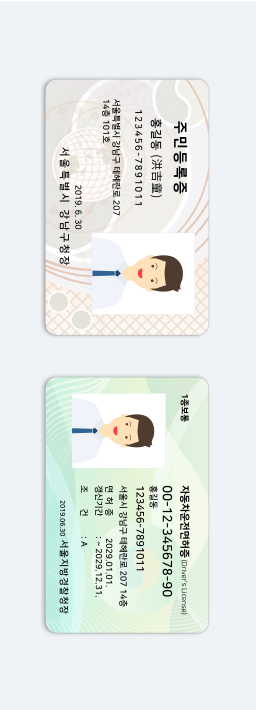 주민등록증
홍길동 (洪吉童)
123456-7891011
서울특별시 강남구 테헤란로 207
14층 101호
2019. 6. 30
서울특별시 강남구청장
1종보통
자동차운전면허증 (Driver's License)
00-12-345678-90
홍길동
123456-7891011
서울시 강남구 테헤란로 207 14층
면 허 증 2029.01.01.
갱신기간 : ~ 2029.12.31.
조 건 : A
2019.06.30 서울지방경찰청장